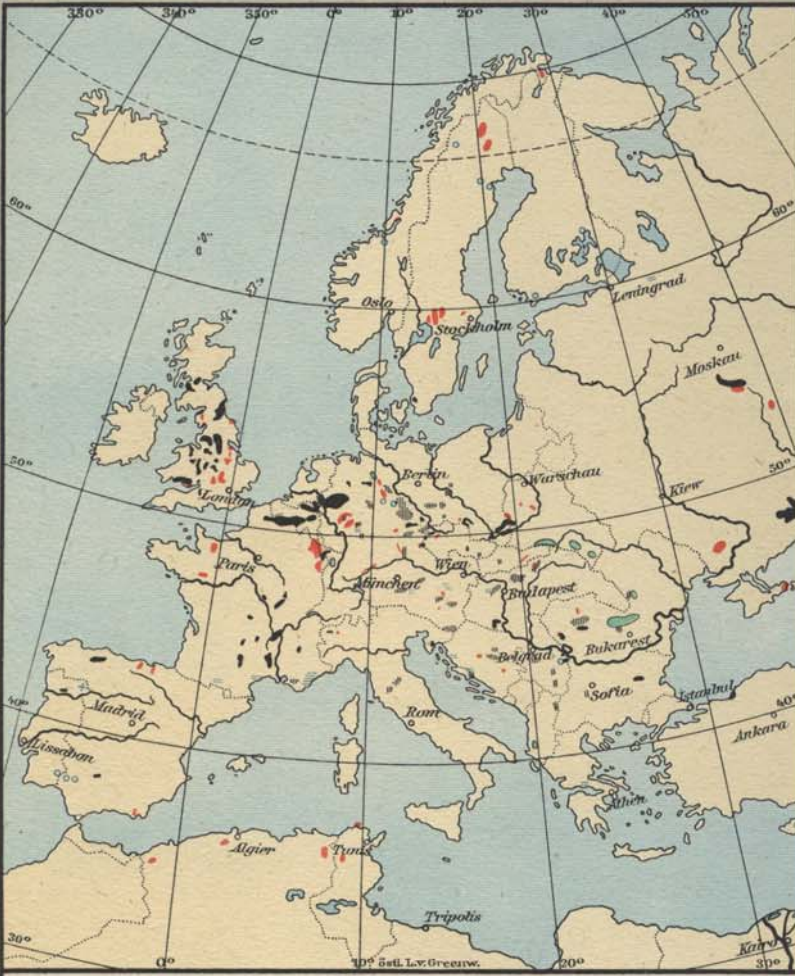 330° 340° 350° 0° 10° 20° 30° 40° 50°
60°
60°
Oslo
Stockholm
Leningrad
Moskau
50°
50°
London
Berlin
Warschau
Kiew
Paris
München
Wien
Budapest
Belgrad
Bukarest
Sofia
Istanbul
40°
40°
Madrid
Lissabon
Rom
Ankara
Athen
Algier
Tunis
Tripolis
Kairo
30°
0°
10° östl. L.v. Greenw.
20°
30°